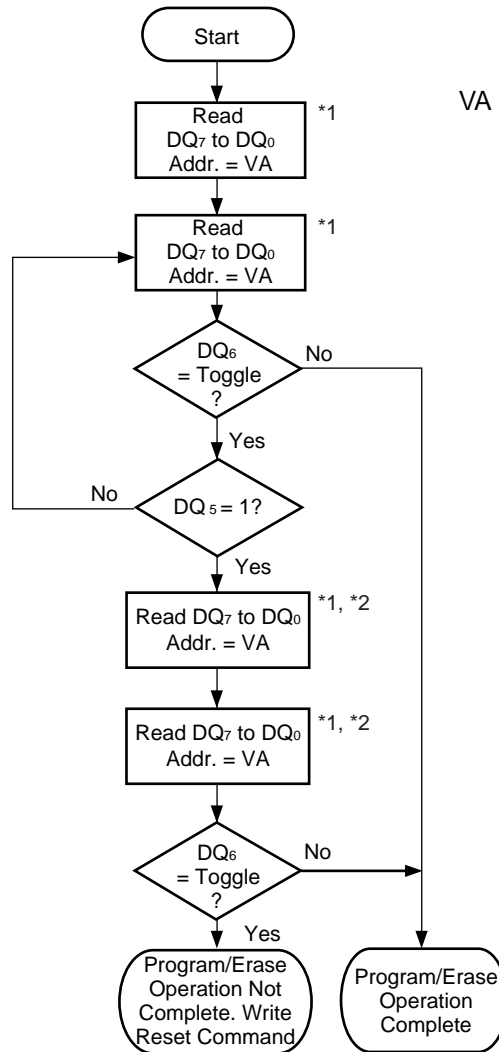 Start
VA
Read
DQ7 to DQ0
Addr. = VA
*1
Read
DQ7 to DQ0
Addr. = VA
*1
DQ6
= Toggle
?
No
Yes
No
DQ 5 = 1?
Yes
Read DQ7 to DQ0
Addr. = VA
*1, *2
Read DQ7 to DQ0
Addr. = VA
*1, *2
DQ6
= Toggle
?
No
Yes
Program/Erase
Operation Not
Complete. Write
Reset Command
Program/Erase
Operation
Complete